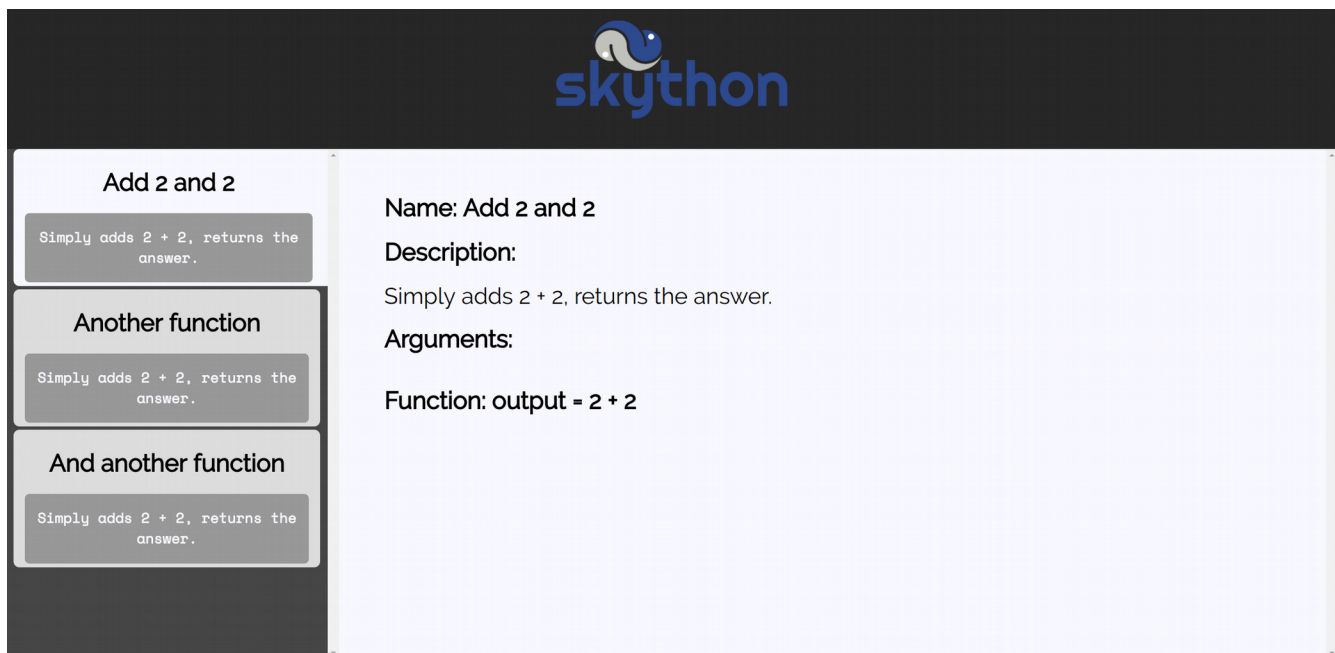 skython
Add 2 and 2
Simply adds 2 + 2, returns the
answer.
Another function
Simply adds 2 + 2, returns the
answer.
And another function
Simply adds 2 + 2, returns the
answer.
Name: Add 2 and 2
Description:
Simply adds 2 + 2, returns the answer.
Arguments:
Function: output = 2 + 2